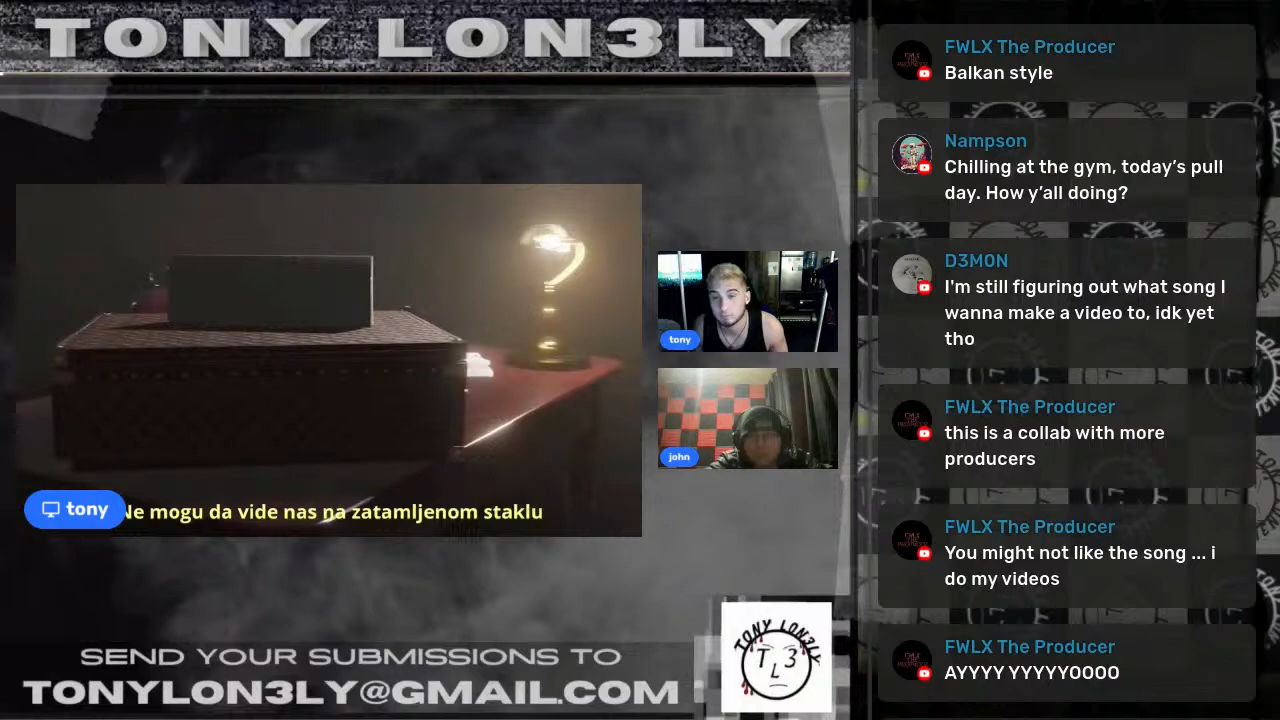 TONY LON3LY
tony
john
tony
Ne mogu da vide nas na zatamljenom staklu
SEND YOUR SUBMISSIONS TO
TONYLON3LY@GMAIL.COM
TONY LON3LY
T L 3
FWLX The Producer
Balkan style
Nampson
Chilling at the gym, today’s pull
day. How y’all doing?
D3M0N
I'm still figuring out what song I
wanna make a video to, idk yet
tho
FWLX The Producer
this is a collab with more
producers
FWLX The Producer
You might not like the song ... i
do my videos
FWLX The Producer
AYYYY YYYYYOOOO